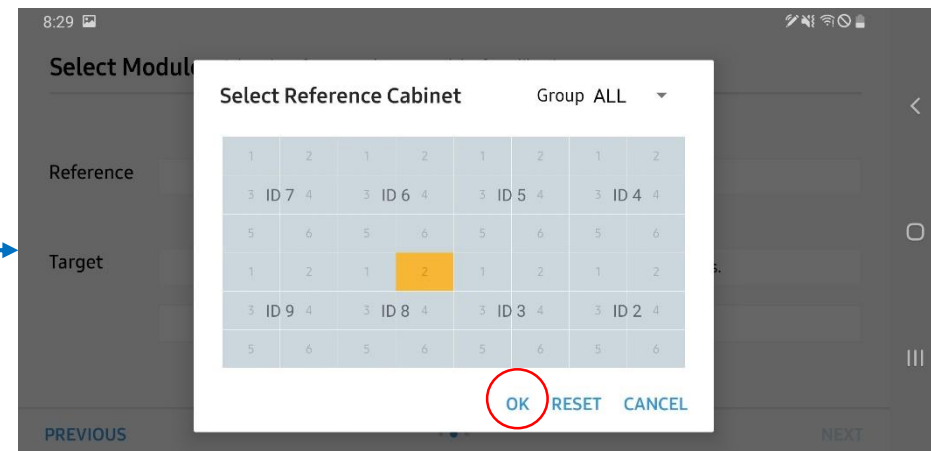 8:29
Select Modul
Select Reference Cabinet Group ALL
1 2 1 2 1 2 1 2
Reference
3 ID 7 4 3 ID 6 4 3 ID 5 4 3 ID 4 4
5 6 5 6 5 6 5 6
Target
1 2 1 2 1 2 1 2
s.
3 ID 9 4 3 ID 8 4 3 ID 3 4 3 ID 2 4
5 6 5 6 5 6 5 6
OK RESET CANCEL
PREVIOUS NEXT